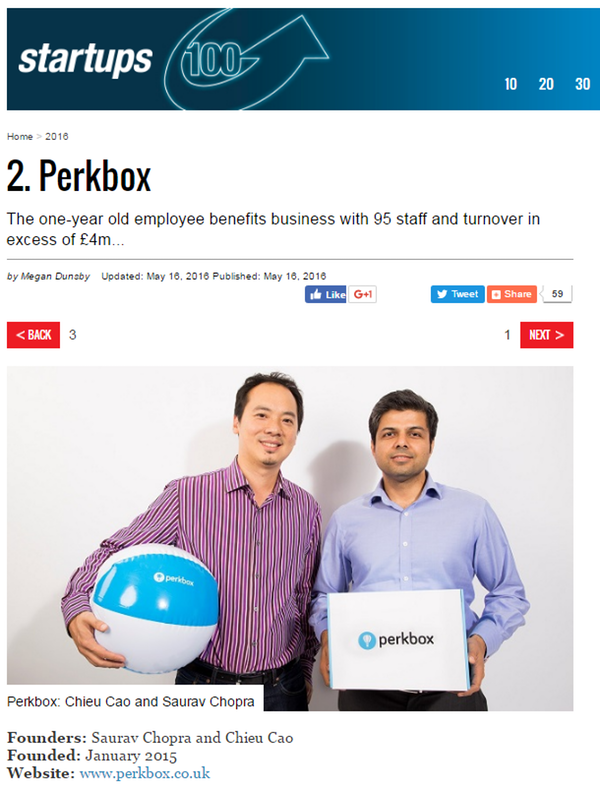 startups 100
10 20 30
Home > 2016
2. Perkbox
The one-year old employee benefits business with 95 staff and turnover in
excess of £4m...
by Megan Dunsby Updated: May 16, 2016 Published: May 16, 2016
Like G+1 Tweet Share 59
< BACK 3 1 NEXT >
perkbox
perkbox
Perkbox: Chieu Cao and Saurav Chopra
Founders: Saurav Chopra and Chieu Cao
Founded: January 2015
Website: www.perkbox.co.uk